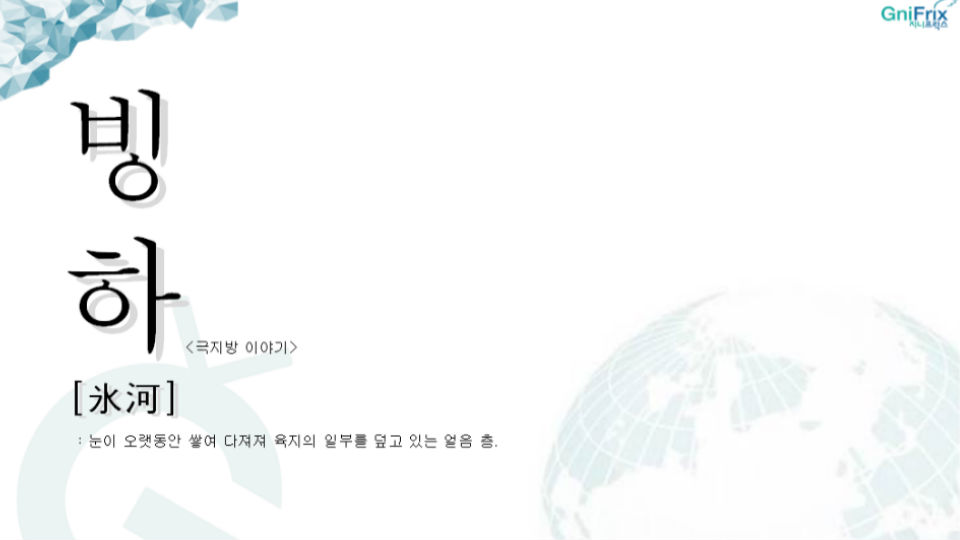 GniFrix
지니프릭스
빙
하
<극지방 이야기>
[氷河]
: 눈이 오랫동안 쌓여 다져져 육지의 일부를 덮고 있는 얼음 층.